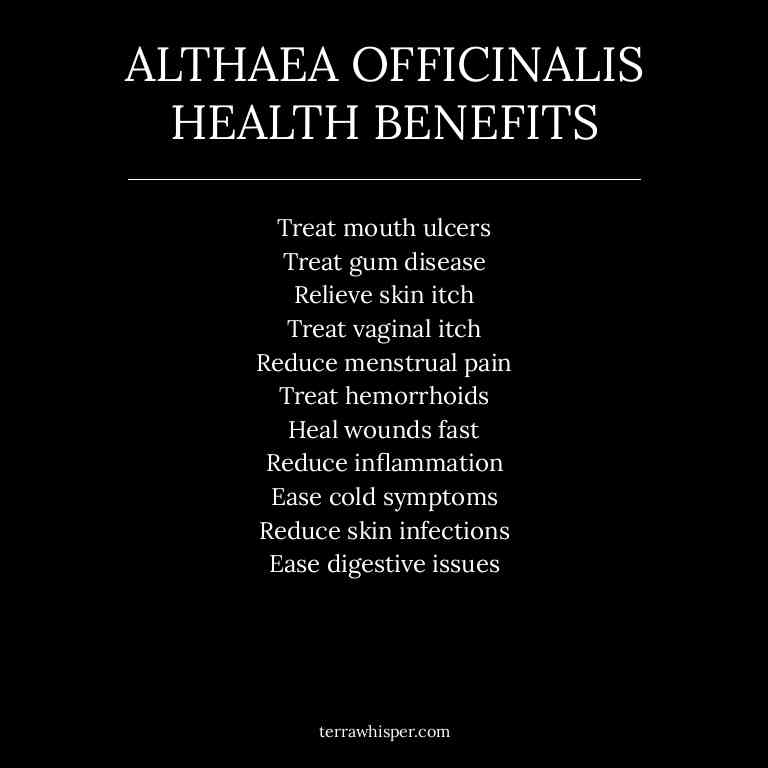 ALTHAEA OFFICINALIS
HEALTH BENEFITS
Treat mouth ulcers
Treat gum disease
Relieve skin itch
Treat vaginal itch
Reduce menstrual pain
Treat hemorrhoids
Heal wounds fast
Reduce inflammation
Ease cold symptoms
Reduce skin infections
Ease digestive issues
terrawhisper.com